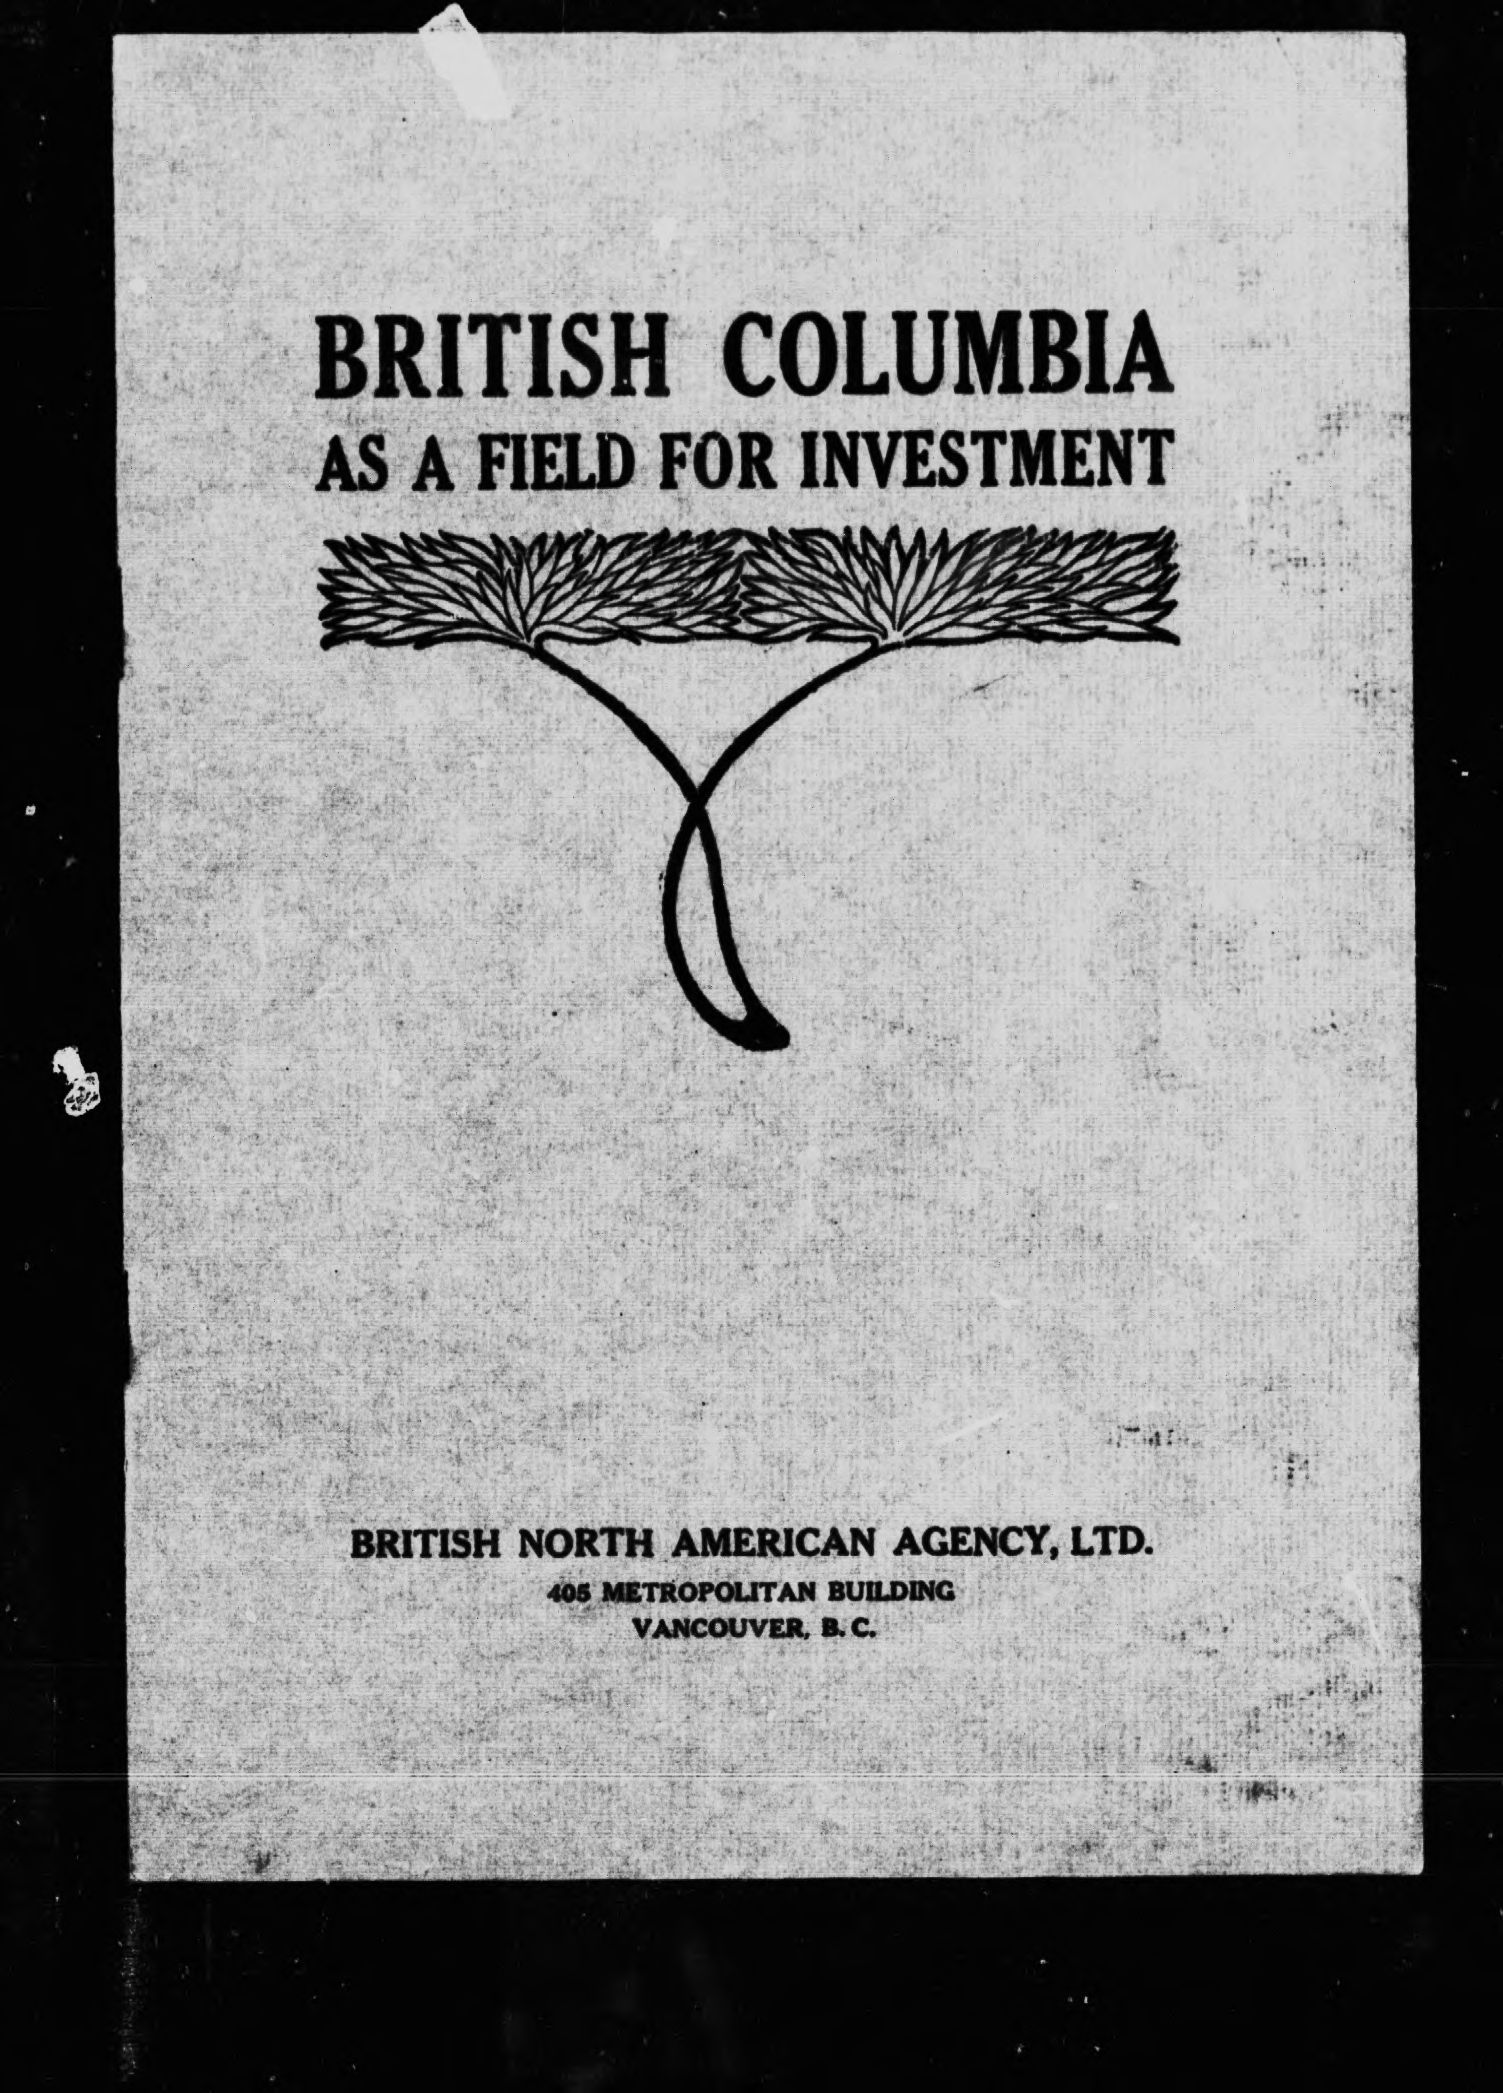 BRITISH COLUMBIA
AS A FIELD FOR INVESTMENT
BRITISH NORTH AMERICAN AGENCY, LTD.
405 METROPOLITAN BUILDING
VANCOUVER, B. C.